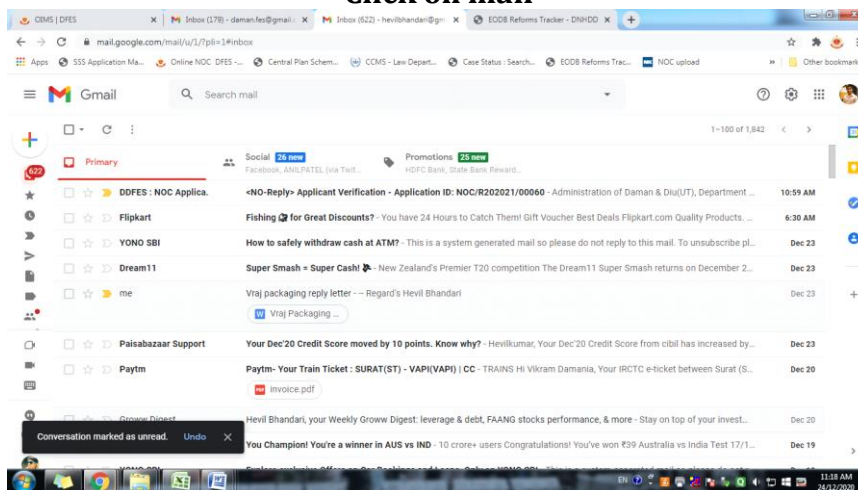 OIMS | DFES
Inbox (179) - daman.fes@gmail.c
Inbox (622) - hevilbhandari@gm
EODB Reforms Tracker - DNHDD
mail.google.com/mail/u/1/?pli=1#inbox
Apps SSS Application Ma... Online NOC DFES -... Central Plan Schem... CCMS - Law Depart... Case Status : Search... EODB Reforms Trac... NOC upload » Other bookmark
Gmail
Search mail
1–100 of 1,842
Primary
Social 26 new
Facebook, ANILPATEL (via Twit...
Promotions 25 new
HDFC Bank, State Bank Reward...
622
DDFES : NOC Applica. <NO-Reply> Applicant Verification - Application ID: NOC/R202021/00060 - Administration of Daman & Diu(UT), Department ... 10:59 AM
Flipkart Fishing for Great Discounts? - You have 24 Hours to Catch Them! Gift Voucher Best Deals Flipkart.com Quality Products. ... 6:30 AM
YONO SBI How to safely withdraw cash at ATM? - This is a system generated mail so please do not reply to this mail. To unsubscribe pl... Dec 23
Dream11 Super Smash = Super Cash! - New Zealand's Premier T20 competition The Dream11 Super Smash returns on December 2... Dec 23
me Vraj packaging reply letter - -- Regard's Hevil Bhandari Dec 23
W Vraj Packaging ...
Paisabazaar Support Your Dec'20 Credit Score moved by 10 points. Know why? - Hevilkumar, Your Dec'20 Credit Score from cibil has increased by... Dec 23
Paytm Paytm- Your Train Ticket : SURAT(ST) - VAPI(VAPI) | CC - TRAINS Hi Vikram Damania, Your IRCTC e-ticket between Surat (S... Dec 20
PDF invoice.pdf
Groww Digest Hevil Bhandari, your Weekly Groww Digest: leverage & debt, FAANG stocks performance, & more - Stay on top of your invest... Dec 20
Conversation marked as unread. Undo
You Champion! You're a winner in AUS vs IND - 10 crore+ users Congratulations! You've won ₹39 Australia vs India Test 17/1... Dec 19
EN
11:18 AM
24/12/2020